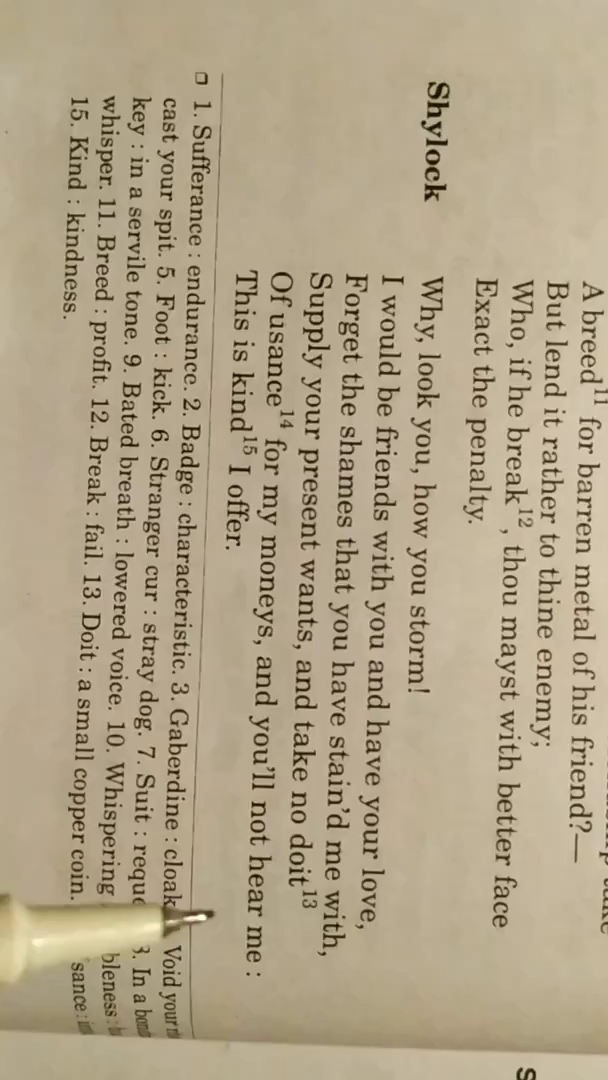 A breed¹¹ for barren metal of his friend?—
But lend it rather to thine enemy;
Who, if he break¹² , thou mayst with better face
Exact the penalty.
Shylock Why, look you, how you storm!
I would be friends with you and have your love,
Forget the shames that you have stain'd me with,
Supply your present wants, and take no doit¹³
Of usance¹⁴ for my moneys, and you'll not hear me :
This is kind¹⁵ I offer.
1. Sufferance : endurance. 2. Badge : characteristic. 3. Gaberdine : cloak Void your
cast your spit. 5. Foot : kick. 6. Stranger cur : stray dog. 7. Suit : In a
key : in a servile tone. 9. Bated breath : lowered voice. 10. Whispering
whisper. 11. Breed : profit. 12. Break : fail. 13. Doit : a small copper coin.
15. Kind : kindness.